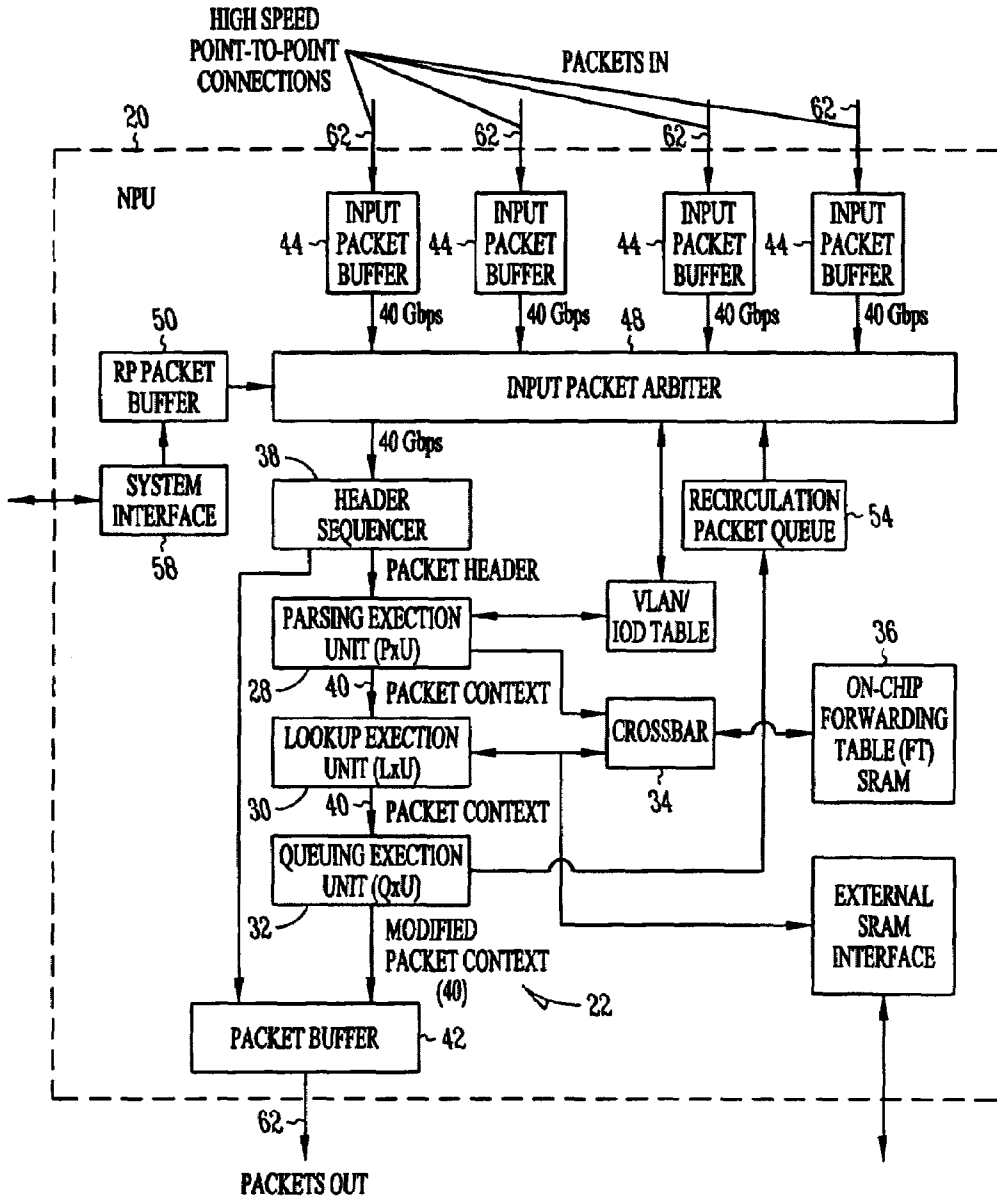 HIGH SPEED
POINT-TO-POINT
CONNECTIONS
PACKETS IN
62
62
62
62
20
NPU
INPUT
PACKET
BUFFER
44
INPUT
PACKET
BUFFER
44
INPUT
PACKET
BUFFER
44
INPUT
PACKET
BUFFER
44
40 Gbps
40 Gbps
40 Gbps
40 Gbps
50
48
RP PACKET
BUFFER
INPUT PACKET ARBITER
40 Gbps
38
SYSTEM
INTERFACE
58
HEADER
SEQUENCER
RECIRCULATION
PACKET QUEUE
54
PACKET HEADER
PARSING EXECTION
UNIT (PxU)
28
VLAN/
IOD TABLE
36
40
PACKET CONTEXT
CROSSBAR
34
ON-CHIP
FORWARDING
TABLE (FT)
SRAM
LOOKUP EXECTION
UNIT (LxU)
30
40
PACKET CONTEXT
QUEUING EXECTION
UNIT (QxU)
32
EXTERNAL
SRAM
INTERFACE
MODIFIED
PACKET CONTEXT
(40)
22
PACKET BUFFER
42
62
PACKETS OUT